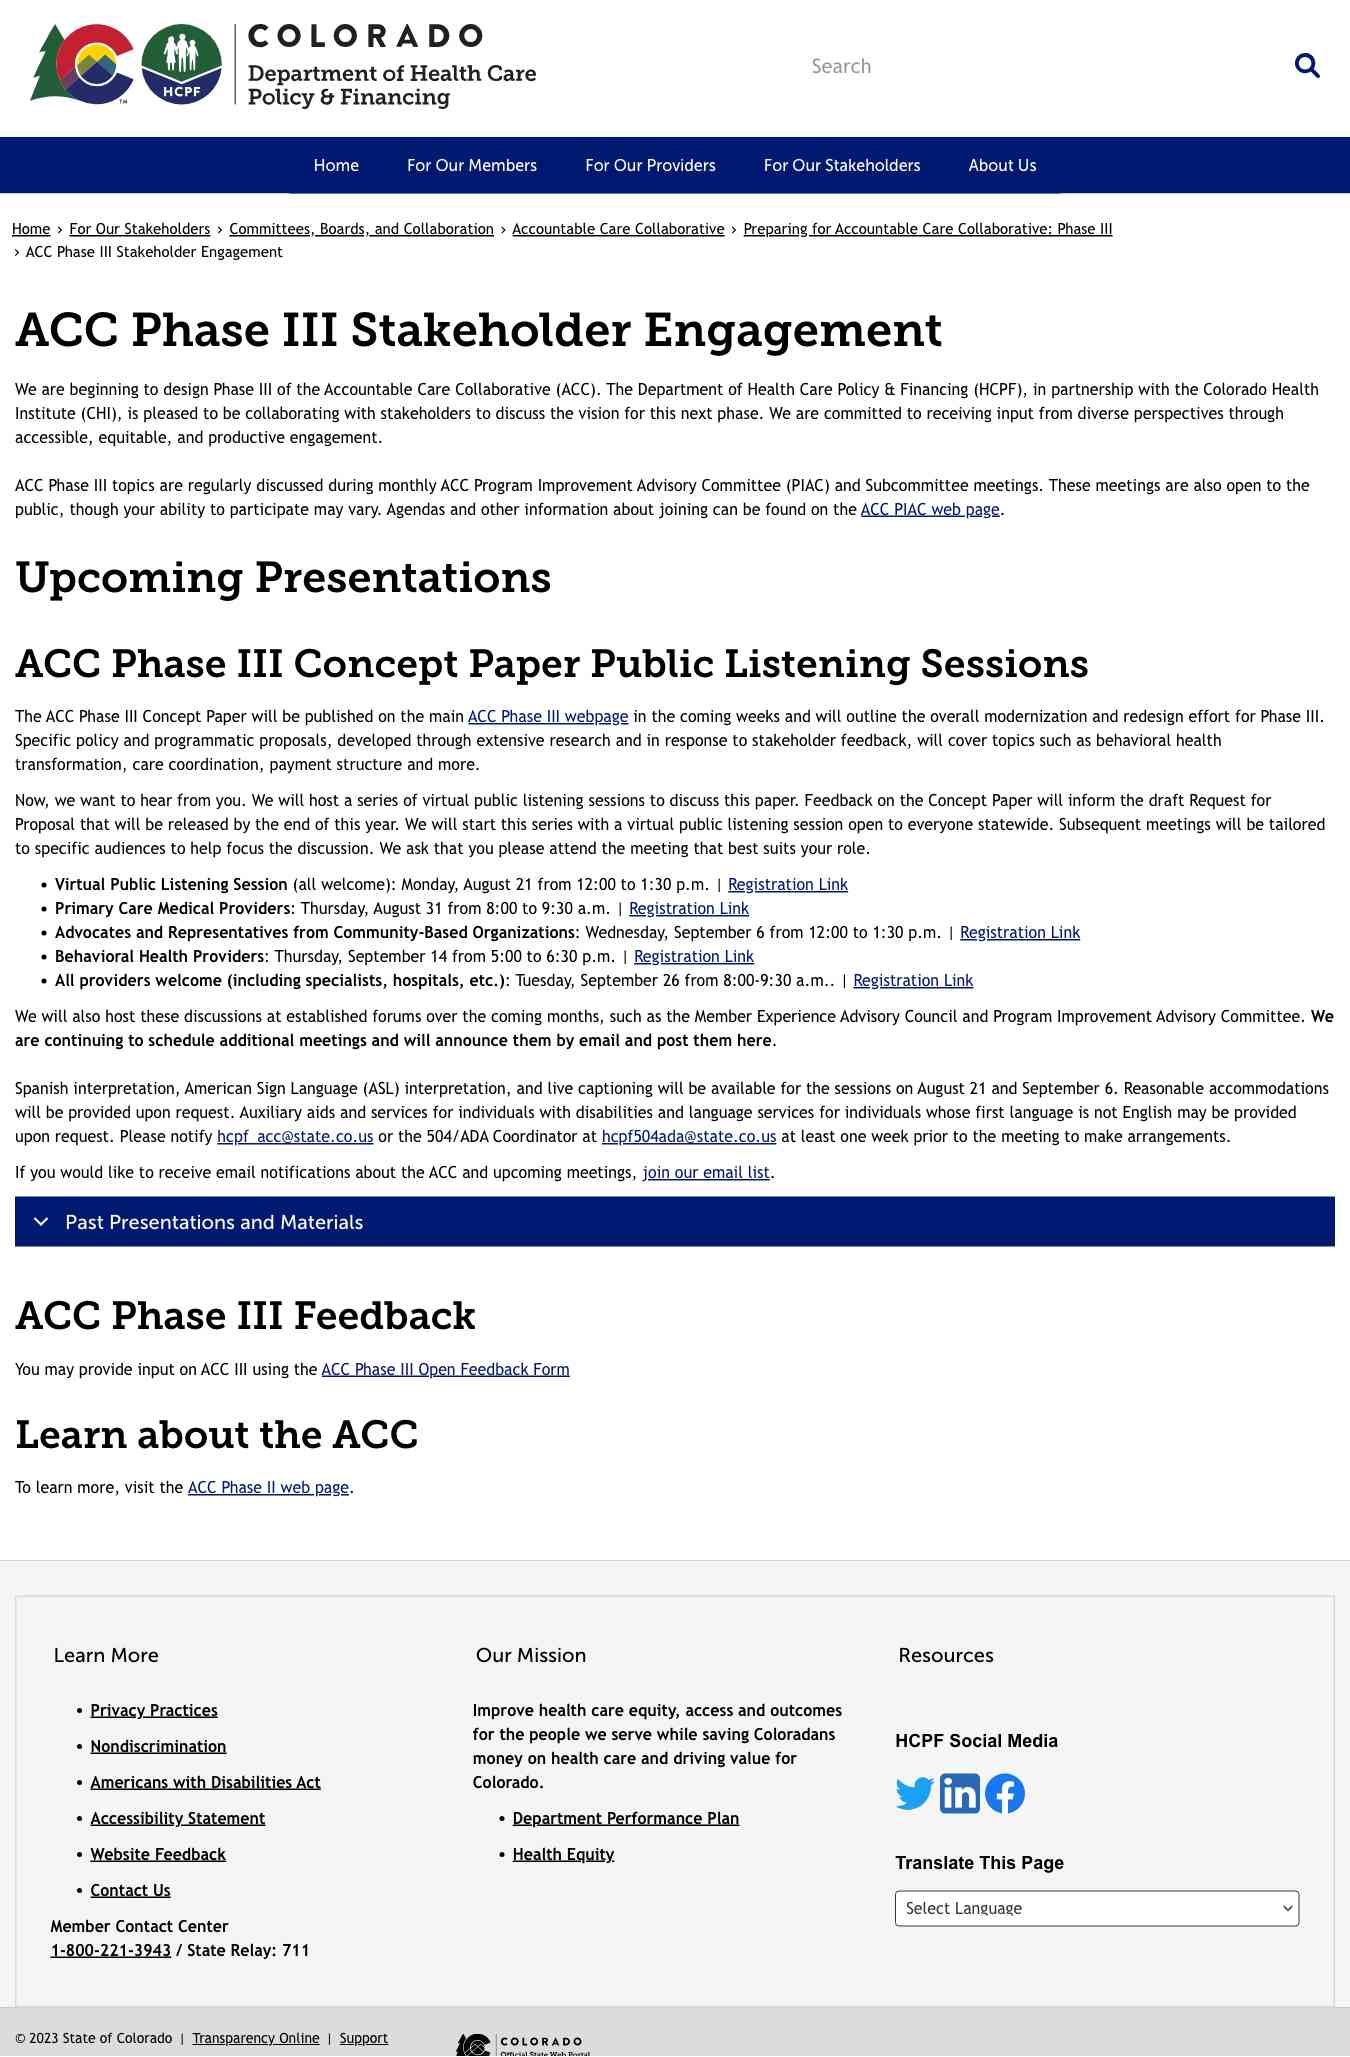 COLORADO
Department of Health Care
Policy & Financing
HCPF
TM
Search
Home
For Our Members
For Our Providers
For Our Stakeholders
About Us
Home › For Our Stakeholders › Committees, Boards, and Collaboration › Accountable Care Collaborative › Preparing for Accountable Care Collaborative: Phase III
› ACC Phase III Stakeholder Engagement
ACC Phase III Stakeholder Engagement
We are beginning to design Phase III of the Accountable Care Collaborative (ACC). The Department of Health Care Policy & Financing (HCPF), in partnership with the Colorado Health
Institute (CHI), is pleased to be collaborating with stakeholders to discuss the vision for this next phase. We are committed to receiving input from diverse perspectives through
accessible, equitable, and productive engagement.
ACC Phase III topics are regularly discussed during monthly ACC Program Improvement Advisory Committee (PIAC) and Subcommittee meetings. These meetings are also open to the
public, though your ability to participate may vary. Agendas and other information about joining can be found on the ACC PIAC web page.
Upcoming Presentations
ACC Phase III Concept Paper Public Listening Sessions
The ACC Phase III Concept Paper will be published on the main ACC Phase III webpage in the coming weeks and will outline the overall modernization and redesign effort for Phase III.
Specific policy and programmatic proposals, developed through extensive research and in response to stakeholder feedback, will cover topics such as behavioral health
transformation, care coordination, payment structure and more.
Now, we want to hear from you. We will host a series of virtual public listening sessions to discuss this paper. Feedback on the Concept Paper will inform the draft Request for
Proposal that will be released by the end of this year. We will start this series with a virtual public listening session open to everyone statewide. Subsequent meetings will be tailored
to specific audiences to help focus the discussion. We ask that you please attend the meeting that best suits your role.
• Virtual Public Listening Session (all welcome): Monday, August 21 from 12:00 to 1:30 p.m. | Registration Link
• Primary Care Medical Providers: Thursday, August 31 from 8:00 to 9:30 a.m. | Registration Link
• Advocates and Representatives from Community-Based Organizations: Wednesday, September 6 from 12:00 to 1:30 p.m. | Registration Link
• Behavioral Health Providers: Thursday, September 14 from 5:00 to 6:30 p.m. | Registration Link
• All providers welcome (including specialists, hospitals, etc.): Tuesday, September 26 from 8:00-9:30 a.m.. | Registration Link
We will also host these discussions at established forums over the coming months, such as the Member Experience Advisory Council and Program Improvement Advisory Committee. We
are continuing to schedule additional meetings and will announce them by email and post them here.
Spanish interpretation, American Sign Language (ASL) interpretation, and live captioning will be available for the sessions on August 21 and September 6. Reasonable accommodations
will be provided upon request. Auxiliary aids and services for individuals with disabilities and language services for individuals whose first language is not English may be provided
upon request. Please notify hcpf_acc@state.co.us or the 504/ADA Coordinator at hcpf504ada@state.co.us at least one week prior to the meeting to make arrangements.
If you would like to receive email notifications about the ACC and upcoming meetings, join our email list.
Past Presentations and Materials
ACC Phase III Feedback
You may provide input on ACC III using the ACC Phase III Open Feedback Form
Learn about the ACC
To learn more, visit the ACC Phase II web page.
Learn More
• Privacy Practices
• Nondiscrimination
• Americans with Disabilities Act
• Accessibility Statement
• Website Feedback
• Contact Us
Member Contact Center
1-800-221-3943 / State Relay: 711
Our Mission
Improve health care equity, access and outcomes
for the people we serve while saving Coloradans
money on health care and driving value for
Colorado.
• Department Performance Plan
• Health Equity
Resources
HCPF Social Media
in
Translate This Page
Select Language
© 2023 State of Colorado | Transparency Online | Support
COLORADO
Official State Web Portal